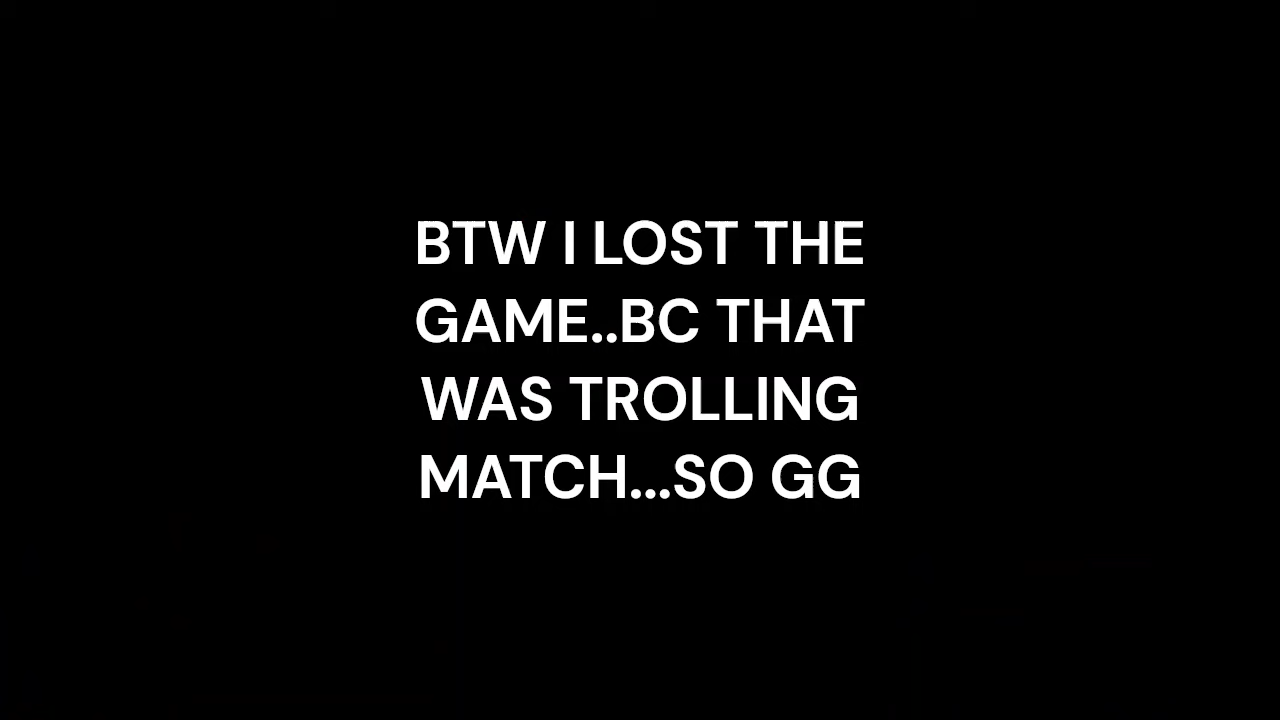 BTW I LOST THE
GAME..BC THAT
WAS TROLLING
MATCH...SO GG